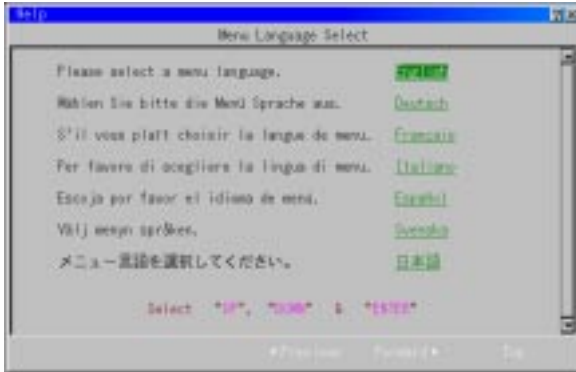 Help
Menu Language Select
Please select a menu language. English
Wählen Sie bitte die Menü Sprache aus. Deutsch
S'il vous plaît choisir la langue de menu. Français
Per favore di scegliere la lingua di menu. Italiano
Escoja por favor el idioma de menú. Español
Välj menyn språken. Svenska
メニュー言語を選択してください。 日本語
Select "UP", "DOWN" & "ENTER"
◄Previous Forward► Top